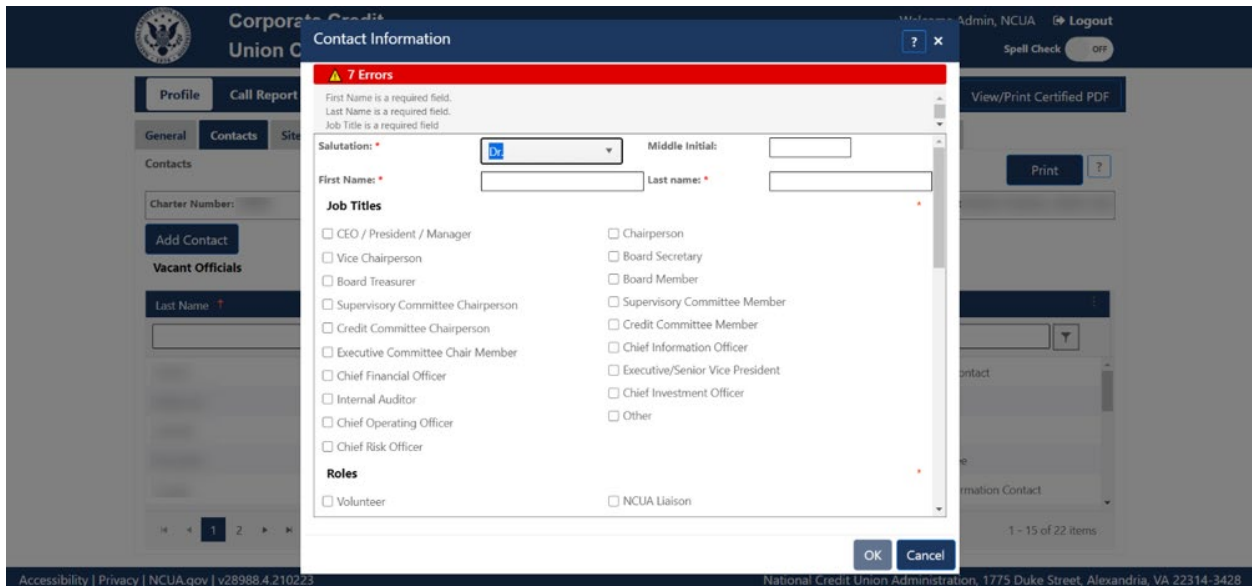 Corporate Credit
Union C
Welcome Admin, NCUA Logout
Spell Check OFF
Contact Information ? ×
7 Errors
First Name is a required field.
Last Name is a required field.
Job Title is a required field
Profile Call Report View/Print Certified PDF
General Contacts Site
Contacts Print ?
Charter Number:
Add Contact
Vacant Officials
Last Name ↑
Salutation: * Dr. Middle Initial:
First Name: * Last name: *
Job Titles *
CEO / President / Manager Chairperson
Vice Chairperson Board Secretary
Board Treasurer Board Member
Supervisory Committee Chairperson Supervisory Committee Member
Credit Committee Chairperson Credit Committee Member
Executive Committee Chair Member Chief Information Officer
Chief Financial Officer Executive/Senior Vice President
Internal Auditor Chief Investment Officer
Chief Operating Officer Other
Chief Risk Officer
Roles *
Volunteer NCUA Liaison
ontact
rmation Contact
1 2
1 - 15 of 22 items
OK Cancel
Accessibility | Privacy | NCUA.gov | v28988.4.210223
National Credit Union Administration, 1775 Duke Street, Alexandria, VA 22314-3428